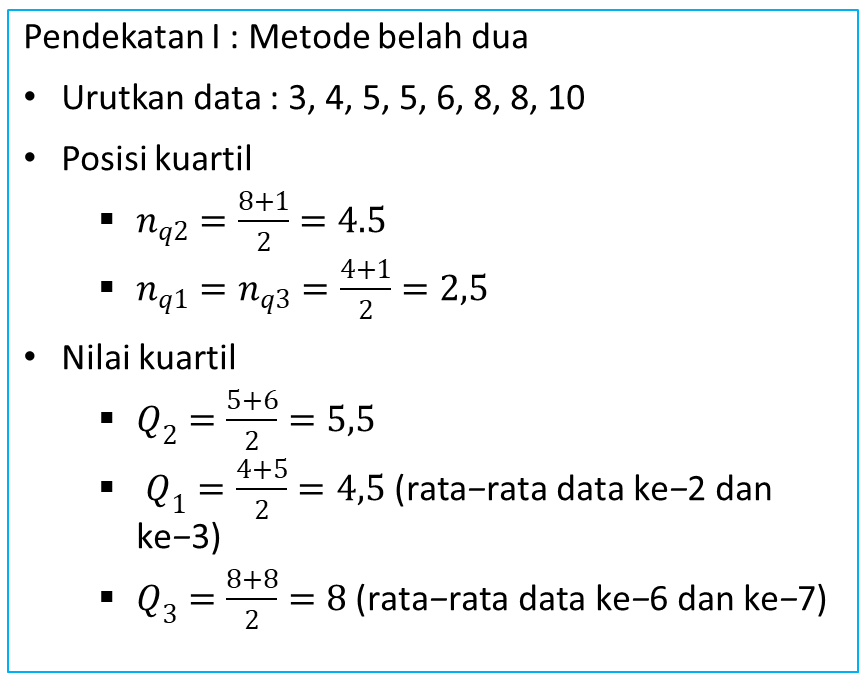 Pendekatan I : Metode belah dua
• Urutkan data : 3, 4, 5, 5, 6, 8, 8, 10
• Posisi kuartil
▪ n_{q2} = \frac{8+1}{2} = 4.5
▪ n_{q1} = n_{q3} = \frac{4+1}{2} = 2,5
• Nilai kuartil
▪ Q_2 = \frac{5+6}{2} = 5,5
▪ Q_1 = \frac{4+5}{2} = 4,5 (rata−rata data ke−2 dan
ke−3)
▪ Q_3 = \frac{8+8}{2} = 8 (rata−rata data ke−6 dan ke−7)